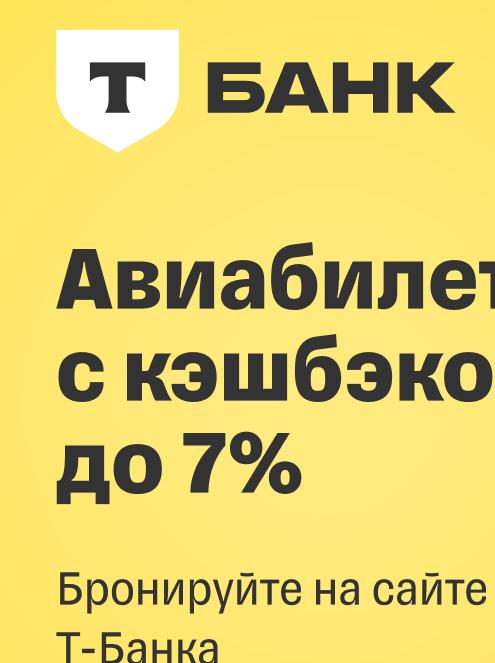 Т БАНК
Авиабилет
с кэшбэко
до 7%
Бронируйте на сайте
Т-Банка